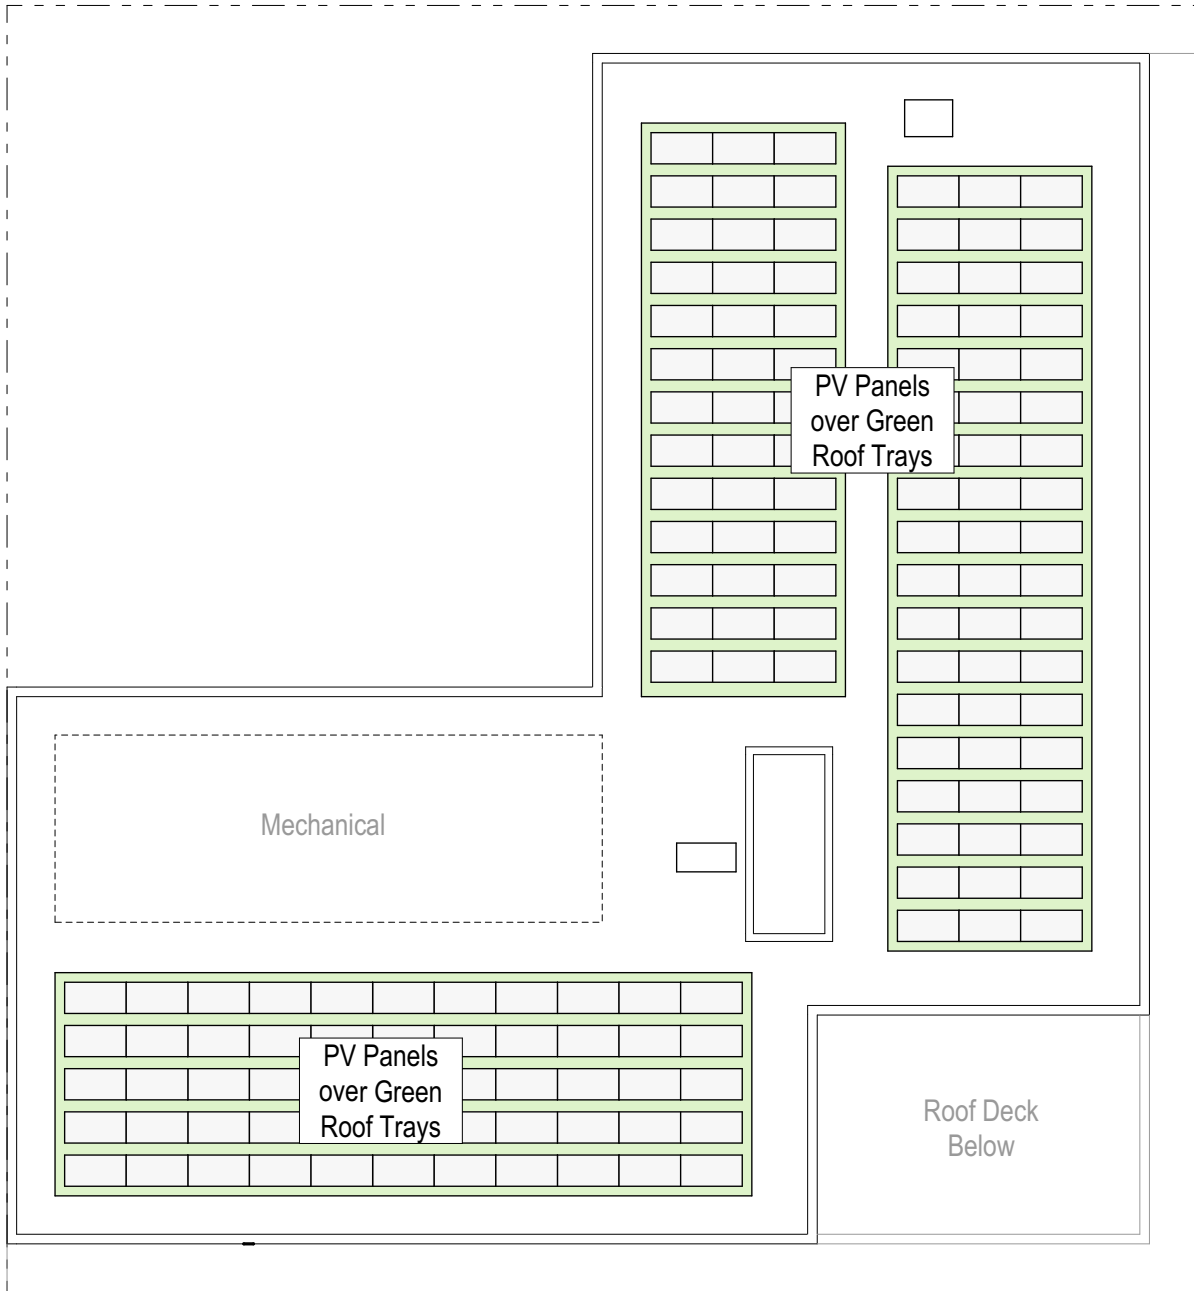 PV Panels
over Green
Roof Trays
Mechanical
PV Panels
over Green
Roof Trays
Roof Deck
Below